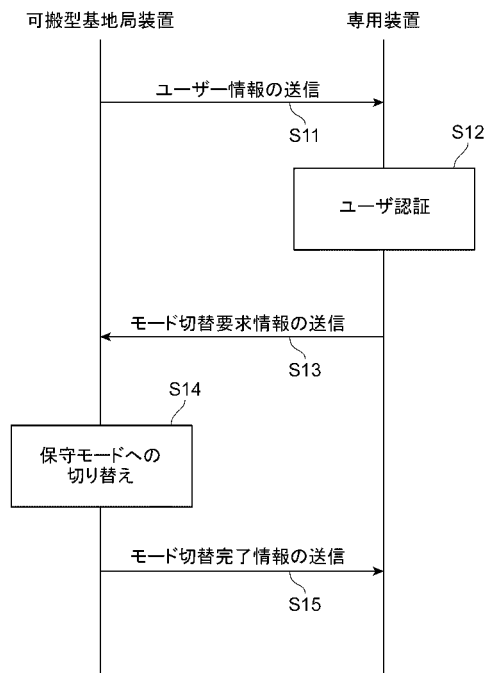 可搬型基地局装置
専用装置
ユーザー情報の送信
S11
S12
ユーザ認証
モード切替要求情報の送信
S13
S14
保守モードへの
切り替え
モード切替完了情報の送信
S15